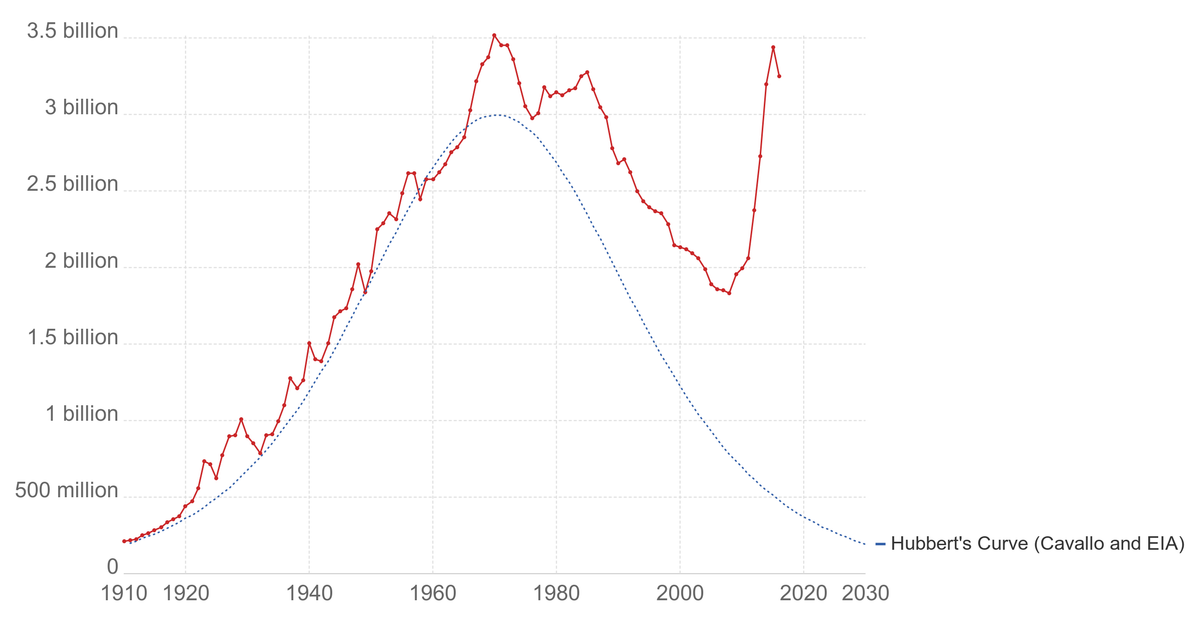 3.5 billion
3 billion
2.5 billion
2 billion
1.5 billion
1 billion
500 million
Hubbert's Curve (Cavallo and EIA)
0
1910 1920 1940 1960 1980 2000 2020 2030